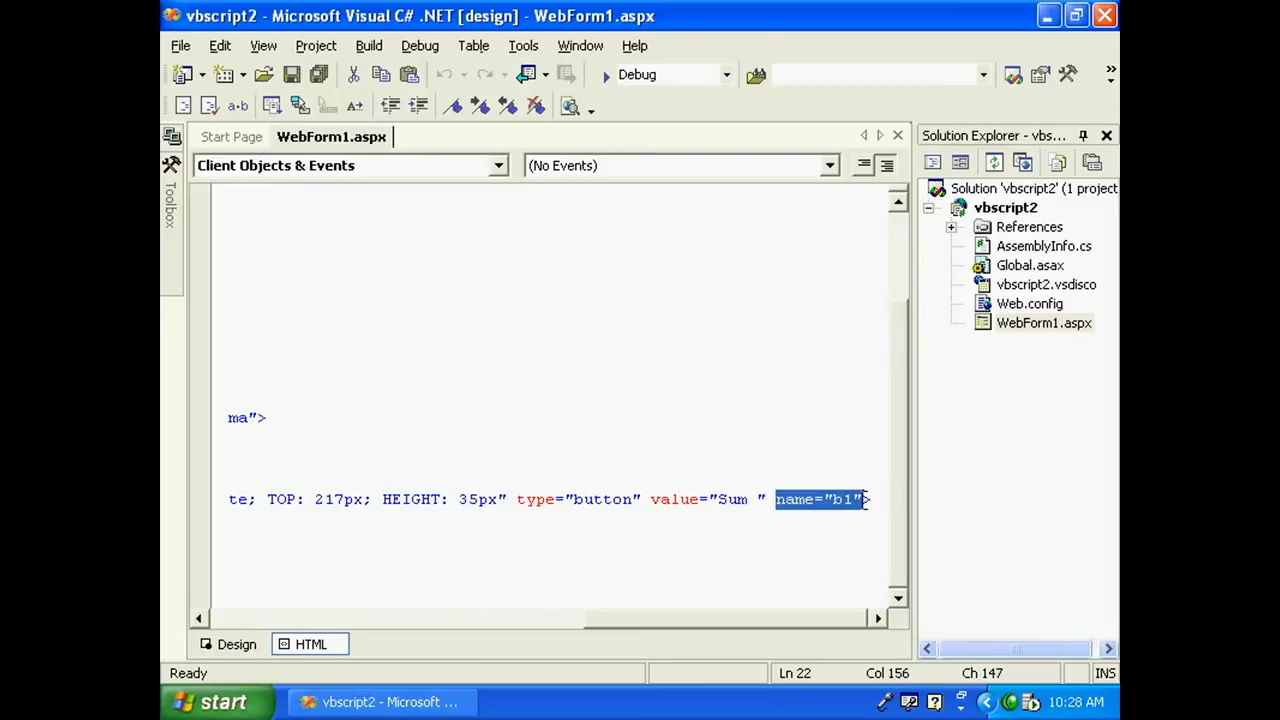 vbscript2 - Microsoft Visual C# .NET [design] - WebForm1.aspx
File Edit View Project Build Debug Table Tools Window Help
Debug
Start Page WebForm1.aspx
Solution Explorer - vbs...
Client Objects & Events (No Events)
Toolbox
Solution 'vbscript2' (1 project
vbscript2
References
AssemblyInfo.cs
Global.asax
vbscript2.vsdisco
Web.config
WebForm1.aspx
ma">
te; TOP: 217px; HEIGHT: 35px" type="button" value="Sum " name="b1">
Design HTML
Ready Ln 22 Col 156 Ch 147 INS
start vbscript2 - Microsoft ... 10:28 AM